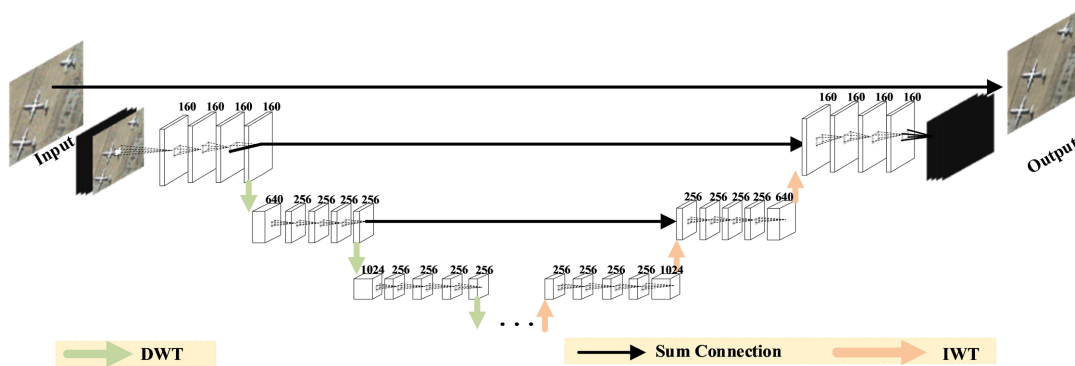 160 160 160 160
160 160 160 160
Input
Output
640 256 256 256 256
256 256 256 256 640
1024 256 256 256 256
256 256 256 256 1024
. . .
DWT
Sum Connection
IWT